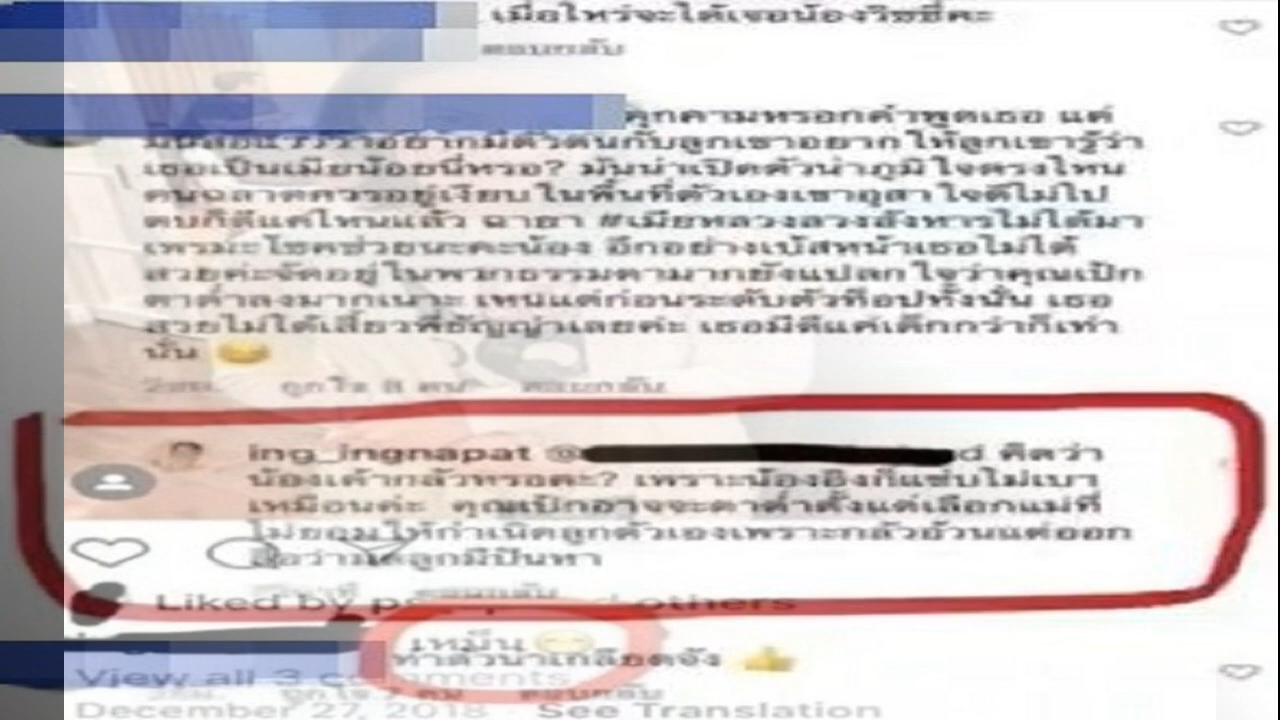 เมื่อไหร่จะได้เจอน้องวิชชี่คะ
ตอบกลับ
คุกคามหรอกคำพูดเธอ แต่
กับลูกเขาอยากให้ลูกเขารู้ว่า
เธอเป็นเมียน้อยนี่หรอ? มันน่าเปิดตัวน่าภูมิใจตรงไหน
คนฉลาดควรอยู่เงียบในพื้นที่ตัวเองเขาอุสาใจดีไม่ไป
ตบก็ดีแค่ไหนแล้ว ฉายา #เมียหลวงลวงสังหารไม่ได้มา
เพรมะโชคช่วยนะคะน้อง อีกอย่างเบ้สหน้าเธอไม่ได้
สวยค่ะจัดอยู่ในพวกธรรมดามากยังแปลกใจว่าคุณเป๊ก
ตาต่ำลงมากเนาะ เทนแต่ก่อนระดับตัวท็อปทั้งนั้น เธอ
สวยไม่ได้เสี้ยวพี่ธัญญ่าเลยค่ะ เธอมีดีแค่เด็กกว่าก็เท่า
นั้น 😂
ถูกใจ 8 คน ตอบกลับ
ing_ingnapat @ d คิดว่า
น้องเค้ากลัวหรอคะ? เพราะน้องอิงก็แซ่บไม่เบา
เหมือนค่ะ คุณเป๊กอาจจะตาต่ำตั้งแต่เลือกแม่ที่
ไม่ยอมให้กำเนิดลูกตัวเองเพราะกลัวอ้วนแต่ออก
สื่อว่ามดลูกมีปันหา
ตอบกลับ
Liked by others
เหม็น
ทำตัวน่าเกลียดจัง 👍
View all 3 comments
ถูกใจ 7 คน ตอบกลับ
December 27, 2018 · See Translation